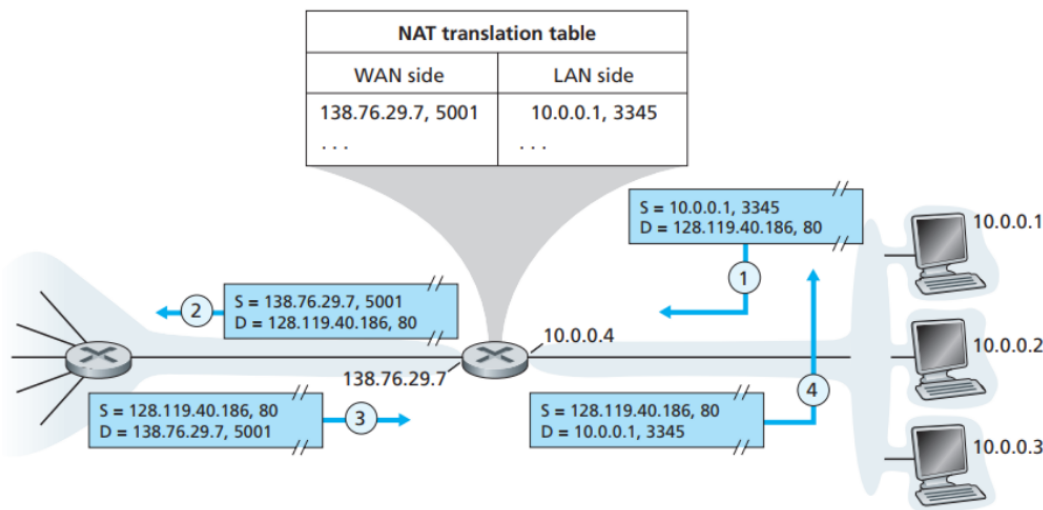 NAT translation table
WAN side
LAN side
138.76.29.7, 5001
10.0.0.1, 3345
. . .
. . .
S = 10.0.0.1, 3345
D = 128.119.40.186, 80
10.0.0.1
1
2
S = 138.76.29.7, 5001
D = 128.119.40.186, 80
10.0.0.4
10.0.0.2
138.76.29.7
4
S = 128.119.40.186, 80
D = 138.76.29.7, 5001
3
S = 128.119.40.186, 80
D = 10.0.0.1, 3345
10.0.0.3